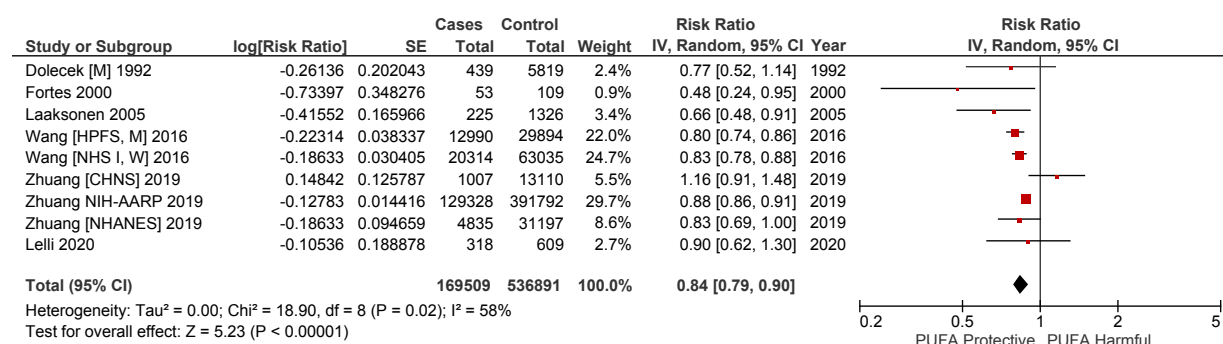 Cases Control Risk Ratio Risk Ratio
Study or Subgroup log[Risk Ratio] SE Total Total Weight IV, Random, 95% CI Year IV, Random, 95% CI
Dolecek [M] 1992 -0.26136 0.202043 439 5819 2.4% 0.77 [0.52, 1.14] 1992
Fortes 2000 -0.73397 0.348276 53 109 0.9% 0.48 [0.24, 0.95] 2000
Laaksonen 2005 -0.41552 0.165966 225 1326 3.4% 0.66 [0.48, 0.91] 2005
Wang [HPFS, M] 2016 -0.22314 0.038337 12990 29894 22.0% 0.80 [0.74, 0.86] 2016
Wang [NHS I, W] 2016 -0.18633 0.030405 20314 63035 24.7% 0.83 [0.78, 0.88] 2016
Zhuang [CHNS] 2019 0.14842 0.125787 1007 13110 5.5% 1.16 [0.91, 1.48] 2019
Zhuang NIH-AARP 2019 -0.12783 0.014416 129328 391792 29.7% 0.88 [0.86, 0.91] 2019
Zhuang [NHANES] 2019 -0.18633 0.094659 4835 31197 8.6% 0.83 [0.69, 1.00] 2019
Lelli 2020 -0.10536 0.188878 318 609 2.7% 0.90 [0.62, 1.30] 2020
Total (95% CI) 169509 536891 100.0% 0.84 [0.79, 0.90]
Heterogeneity: Tau² = 0.00; Chi² = 18.90, df = 8 (P = 0.02); I² = 58%
Test for overall effect: Z = 5.23 (P < 0.00001)
0.2 0.5 1 2 5
PUFA Protective PUFA Harmful